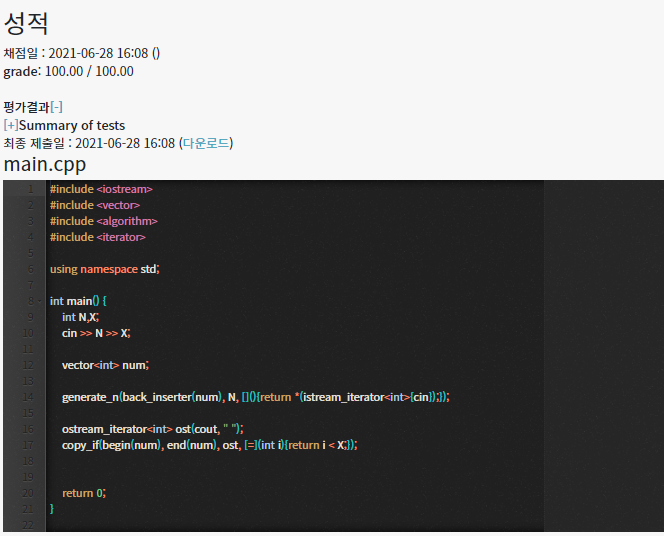 성적
채점일 : 2021-06-28 16:08 ()
grade: 100.00 / 100.00
평가결과[-]
[+]Summary of tests
최종 제출일 : 2021-06-28 16:08 (다운로드)
main.cpp
1 #include <iostream>
2 #include <vector>
3 #include <algorithm>
4 #include <iterator>
5
6 using namespace std;
7
8 int main() {
9 int N,X;
10 cin >> N >> X;
11
12 vector<int> num;
13
14 generate_n(back_inserter(num), N, [](){return *(istream_iterator<int>{cin});});
15
16 ostream_iterator<int> ost(cout, " ");
17 copy_if(begin(num), end(num), ost, [=](int i){return i < X;});
18
19
20 return 0;
21 }
22